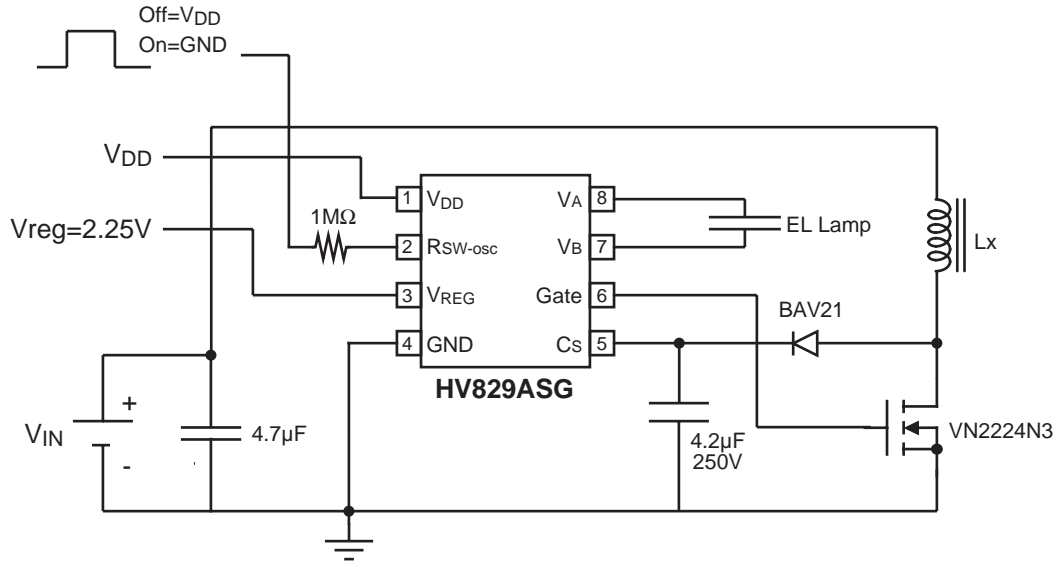 Off=VDD
On=GND
VDD
Vreg=2.25V
1MΩ
1 VDD
2 RSW-osc
3 VREG
4 GND
VA 8
VB 7
Gate 6
CS 5
HV829ASG
EL Lamp
Lx
BAV21
VIN
+
-
4.7µF
4.2µF
250V
VN2224N3